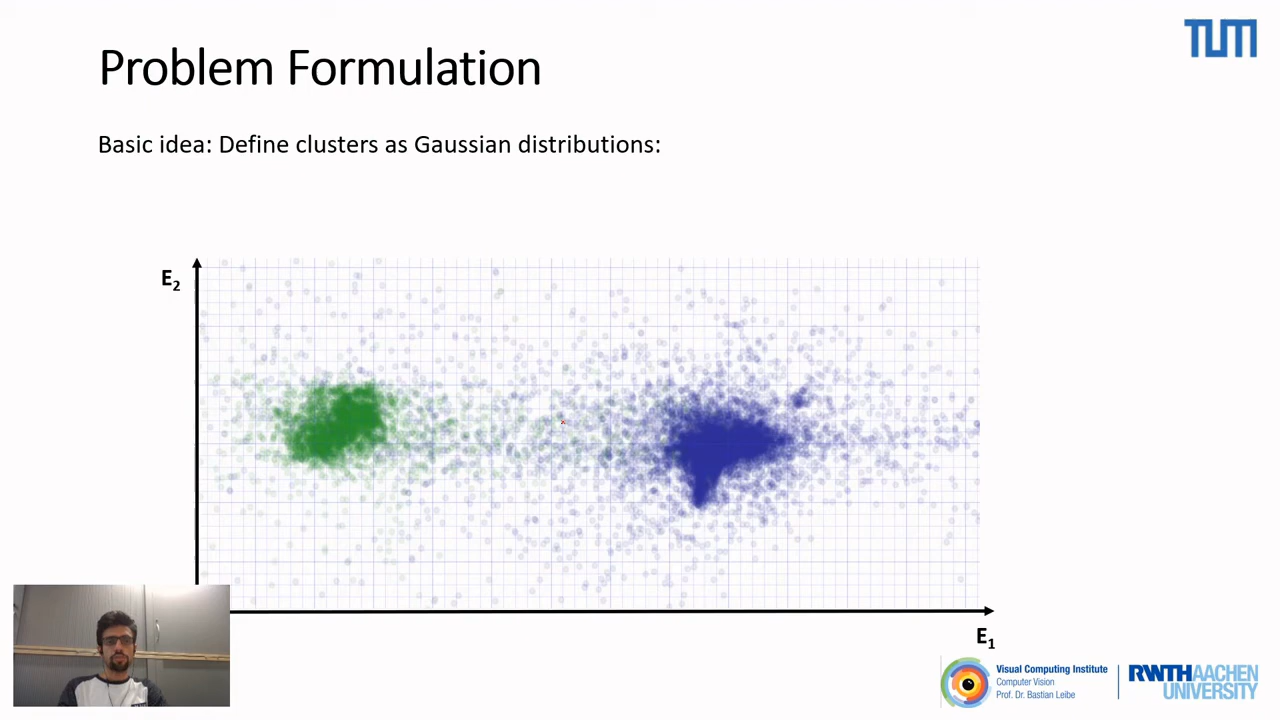 TUM
Problem Formulation
Basic idea: Define clusters as Gaussian distributions:
E2
E1
Visual Computing Institute
Computer Vision
Prof. Dr. Bastian Leibe
RWTHAACHEN
UNIVERSITY